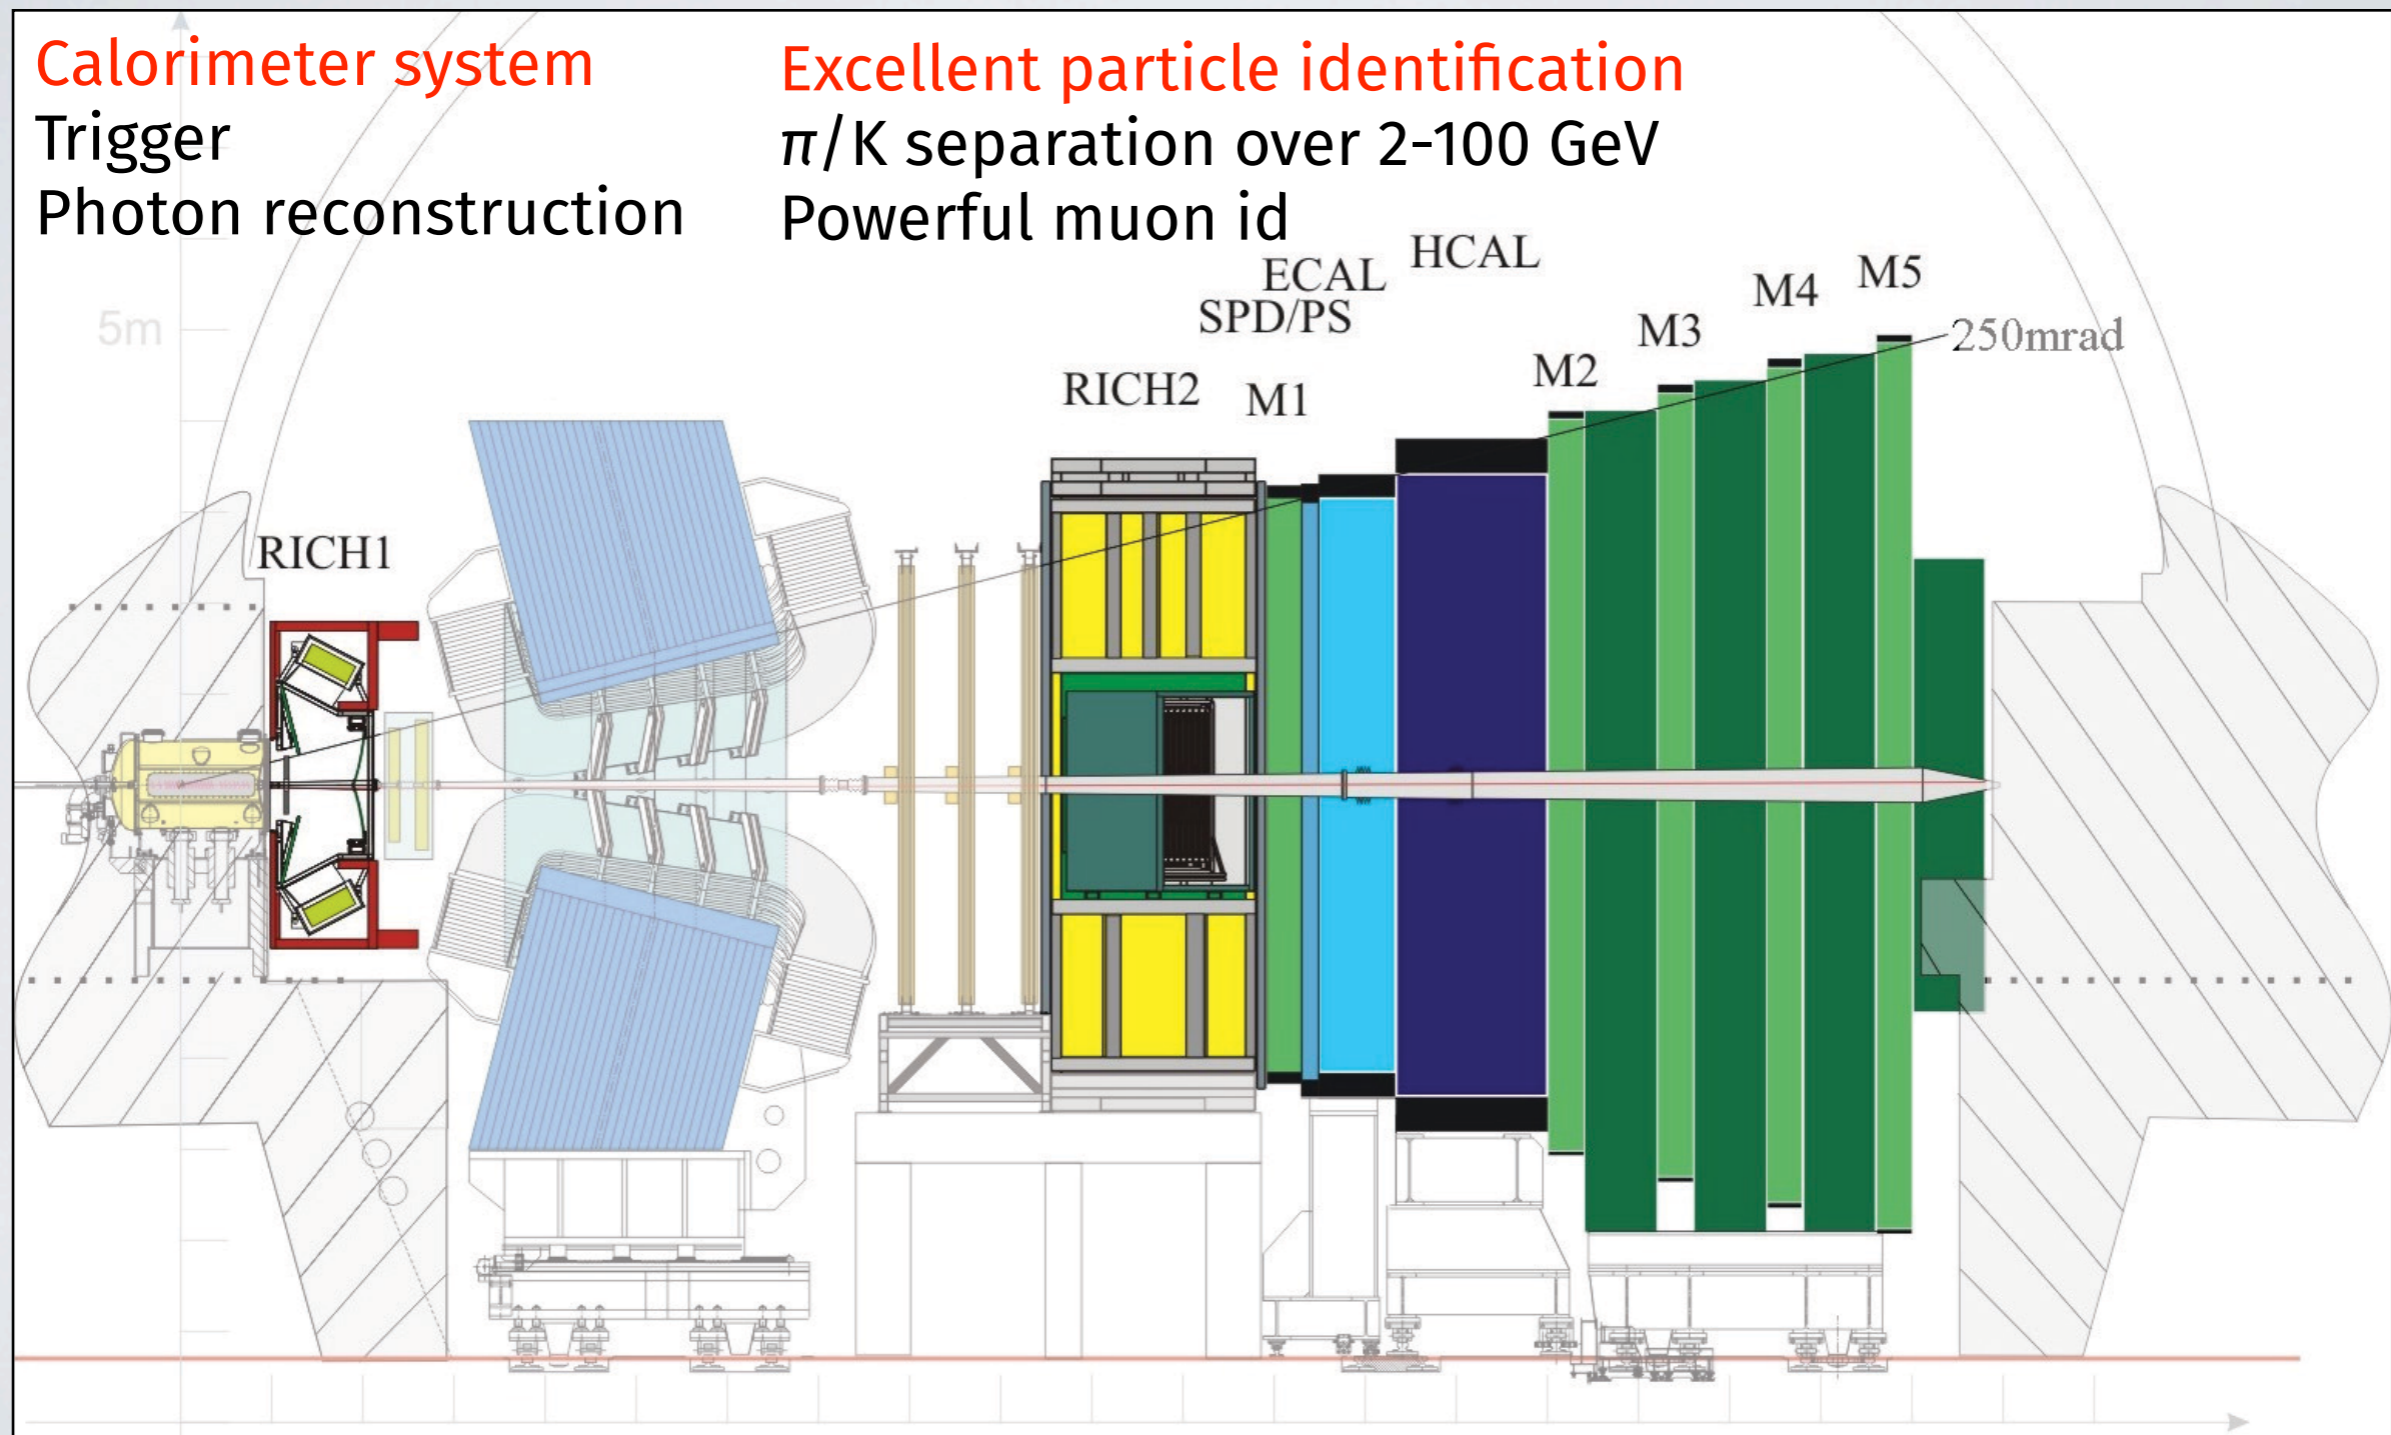 Calorimeter system
Trigger
Photon reconstruction
Excellent particle identification
π/K separation over 2-100 GeV
Powerful muon id
HCAL
ECAL
SPD/PS
M5
M4
M3
M2
5m
250mrad
RICH2
M1
RICH1